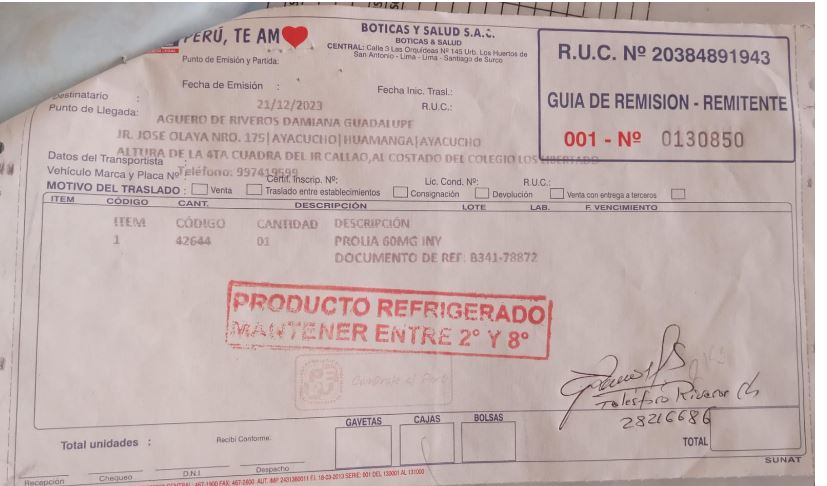 PERÚ, TE AM
BOTICAS Y SALUD S.A.C.
BOTICAS & SALUD
CENTRAL: Calle 3 Las Orquídeas Nº 145 Urb. Los Huertos de
San Antonio - Lima - Lima - Santiago de Surco
R.U.C. Nº 20384891943
GUIA DE REMISION - REMITENTE
001 - Nº 0130850
Punto de Emisión y Partida:
Fecha de Emisión :
Fecha Inic. Trasl.:
21/12/2023
Destinatario :
R.U.C.:
Punto de Llegada:
AGUERO DE RIVEROS DAMIANA GUADALUPE
JR. JOSE OLAYA NRO. 175|AYACUCHO|HUAMANGA|AYACUCHO
ALTURA DE LA 4TA CUADRA DEL JR CALLAO,AL COSTADO DEL COLEGIO LOS LIBERTADO
Datos del Transportista
Vehículo Marca y Placa Nº
Teléfono: 997419599
Certif. Inscrip. Nº:
Lic. Cond. Nº:
R.U.C.:
MOTIVO DEL TRASLADO : Venta Traslado entre establecimientos Consignación Devolución Venta con entrega a terceros
ITEM CÓDIGO CANT. DESCRIPCIÓN LOTE LAB. F. VENCIMIENTO
ITEM CÓDIGO CANTIDAD DESCRIPCIÓN
1 42644 01 PROLIA 60MG INY
DOCUMENTO DE REF: B341-78872
PRODUCTO REFRIGERADO
MANTENER ENTRE 2° Y 8°
Telesforo Riveros Ch
28216686
GAVETAS CAJAS BOLSAS
Total unidades :
Recibí Conforme:
TOTAL
SUNAT
Recepción Chequeo D.N.I Despacho